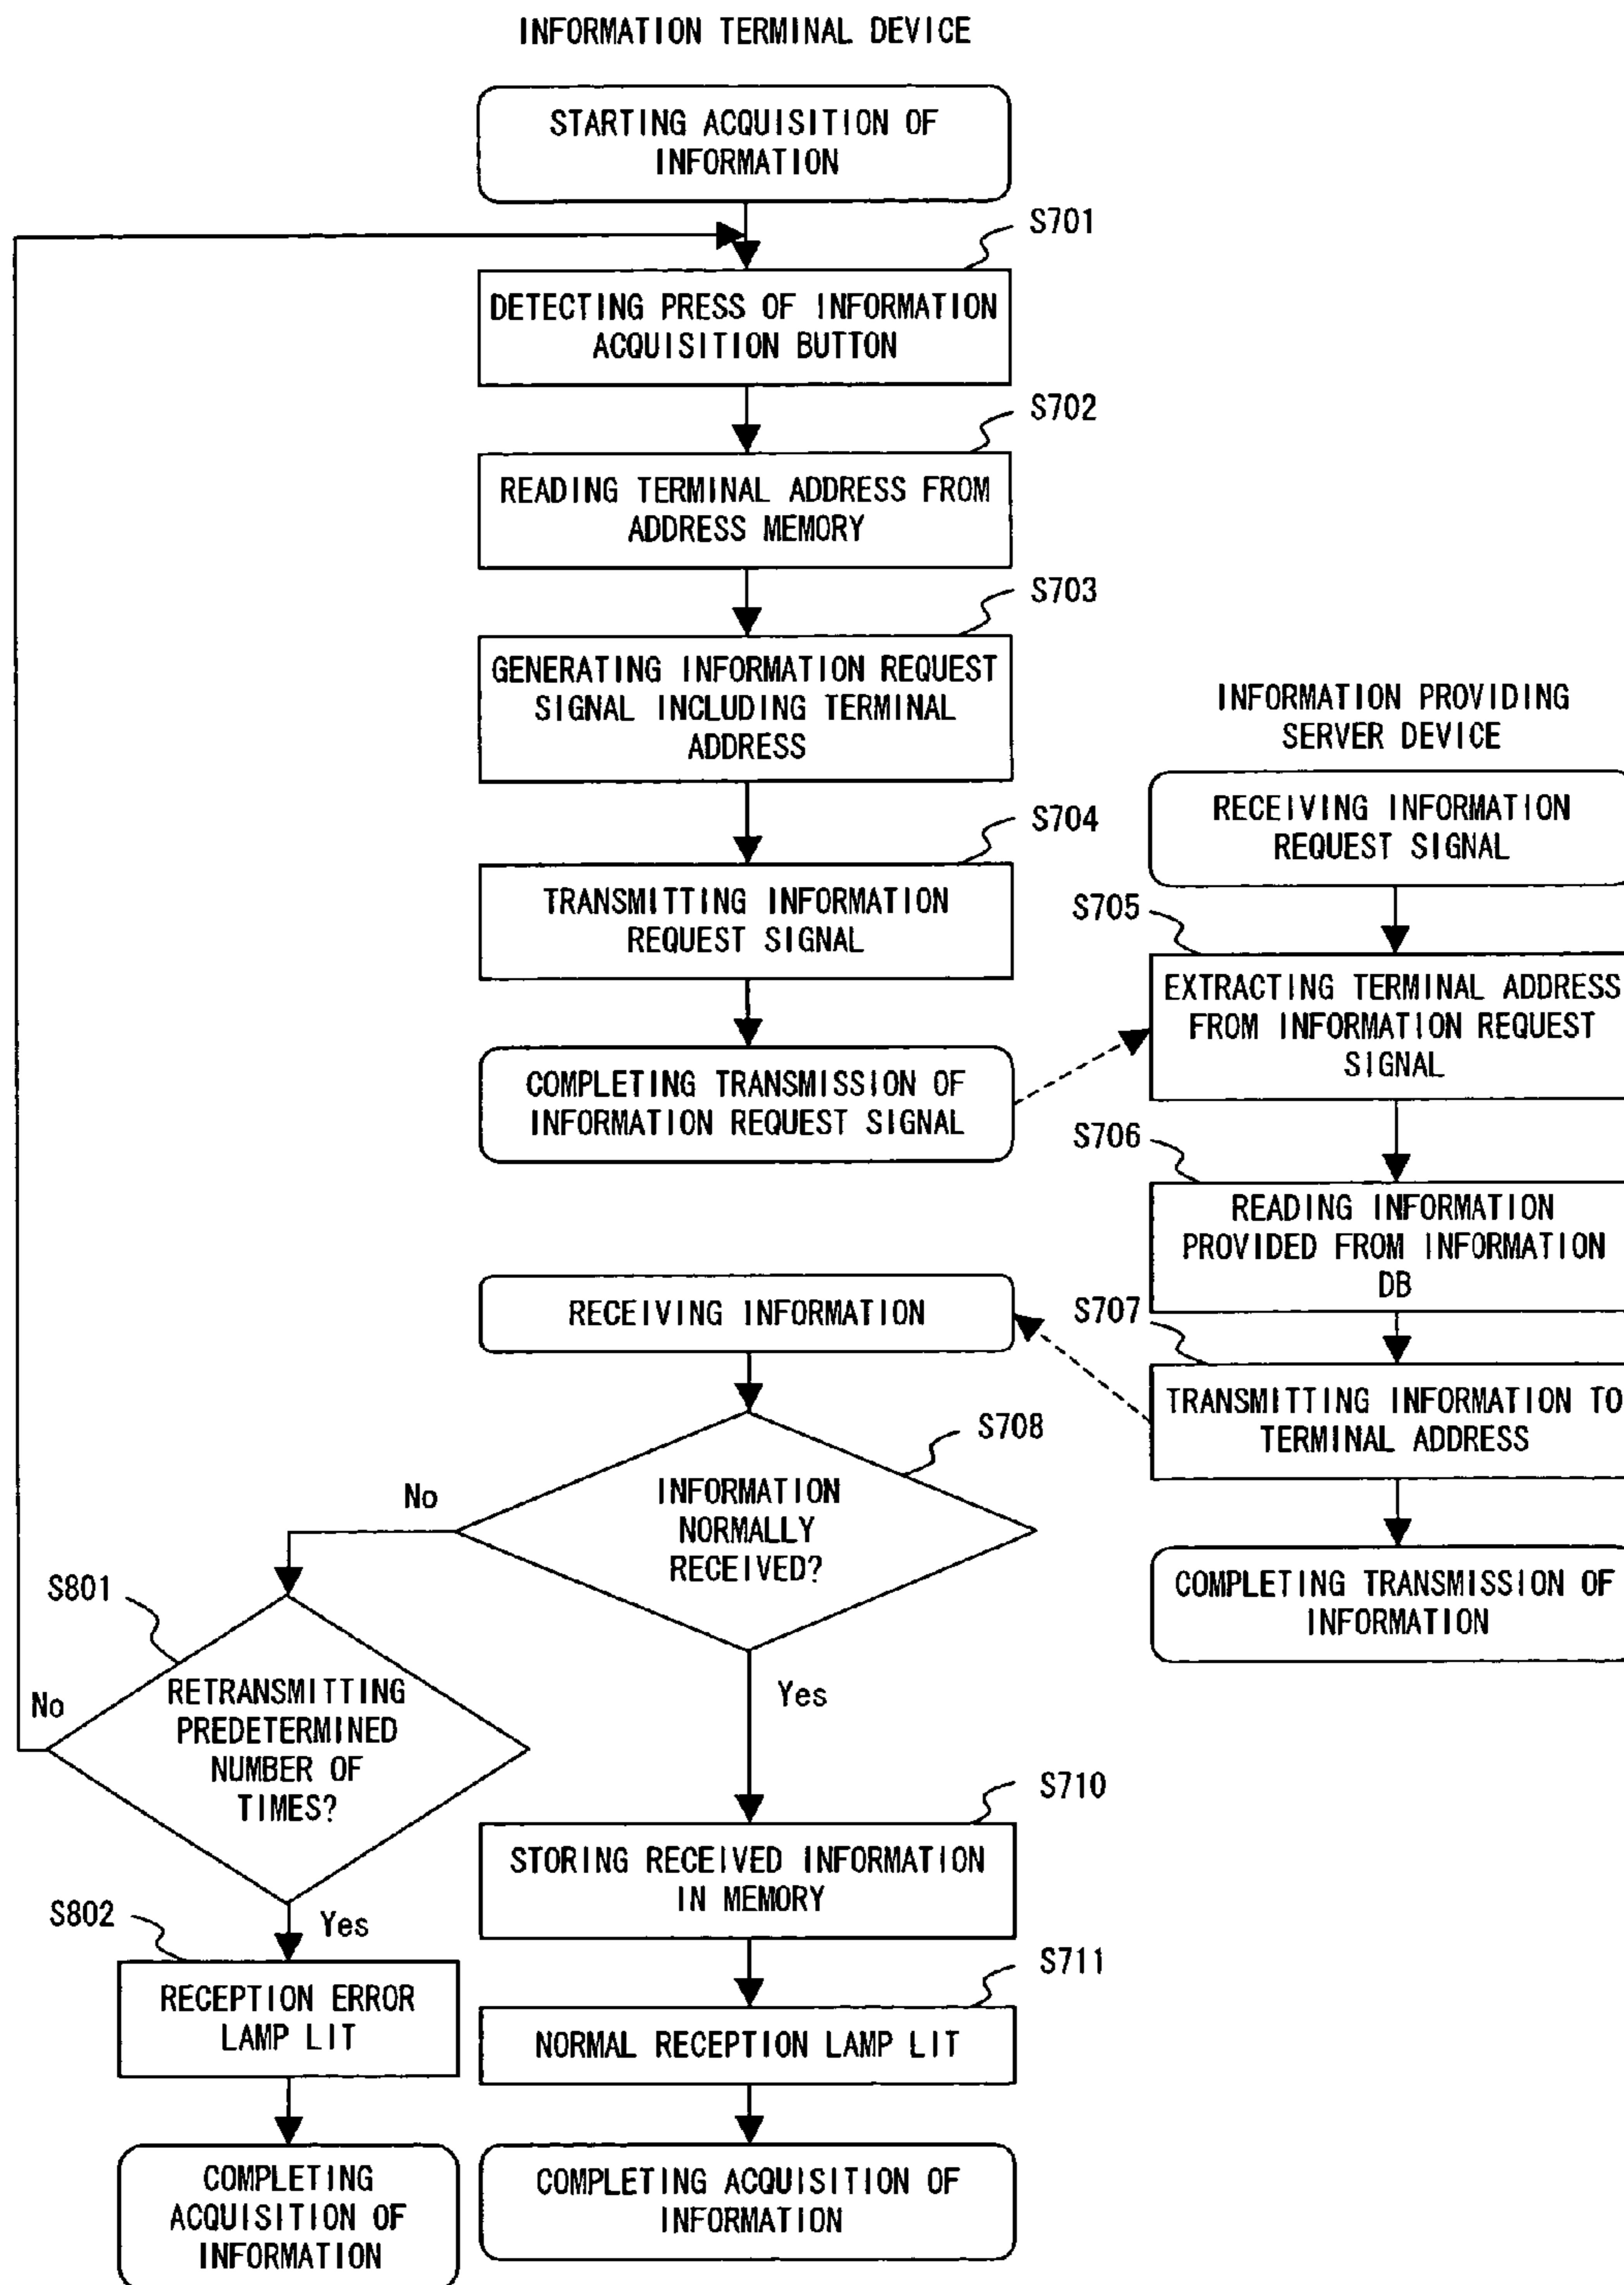 INFORMATION TERMINAL DEVICE
STARTING ACQUISITION OF
INFORMATION
S701
DETECTING PRESS OF INFORMATION
ACQUISITION BUTTON
S702
READING TERMINAL ADDRESS FROM
ADDRESS MEMORY
S703
GENERATING INFORMATION REQUEST
SIGNAL INCLUDING TERMINAL
ADDRESS
S704
TRANSMITTING INFORMATION
REQUEST SIGNAL
COMPLETING TRANSMISSION OF
INFORMATION REQUEST SIGNAL
INFORMATION PROVIDING
SERVER DEVICE
RECEIVING INFORMATION
REQUEST SIGNAL
S705
EXTRACTING TERMINAL ADDRESS
FROM INFORMATION REQUEST
SIGNAL
S706
READING INFORMATION
PROVIDED FROM INFORMATION
DB
S707
TRANSMITTING INFORMATION TO
TERMINAL ADDRESS
COMPLETING TRANSMISSION OF
INFORMATION
RECEIVING INFORMATION
S708
INFORMATION
NORMALLY
RECEIVED?
No
Yes
S801
RETRANSMITTING
PREDETERMINED
NUMBER OF
TIMES?
No
Yes
S802
RECEPTION ERROR
LAMP LIT
COMPLETING
ACQUISITION OF
INFORMATION
S710
STORING RECEIVED INFORMATION
IN MEMORY
S711
NORMAL RECEPTION LAMP LIT
COMPLETING ACQUISITION OF
INFORMATION